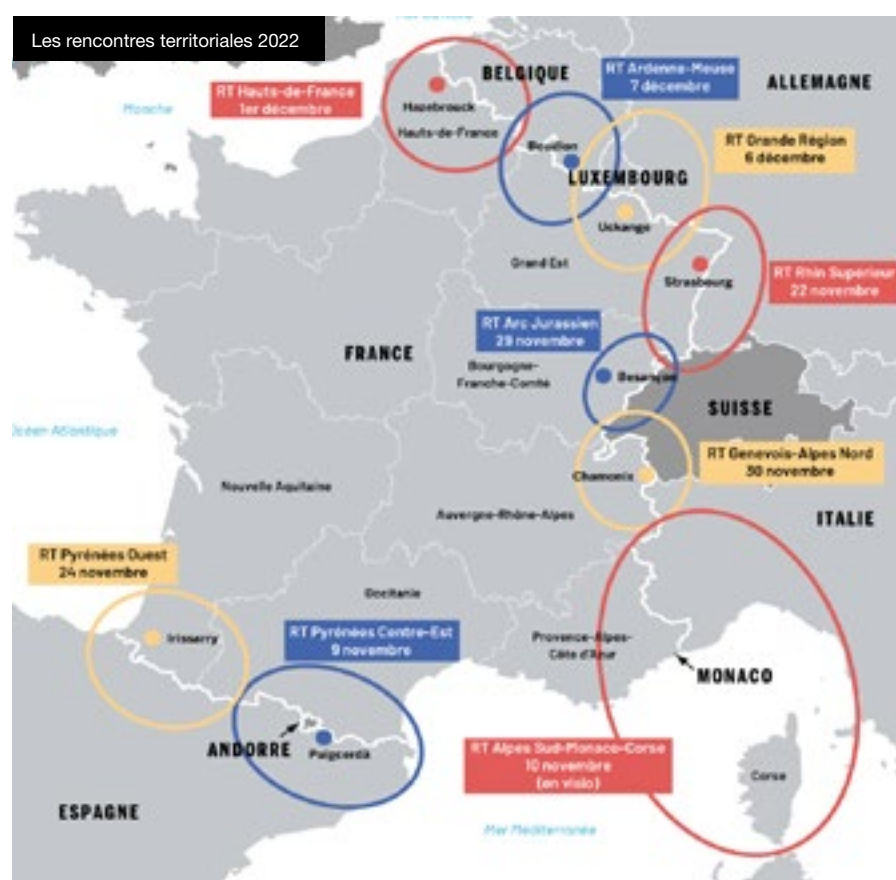 Les rencontres territoriales 2022
BELGIQUE
RT Ardenne-Meuse
7 décembre
ALLEMAGNE
RT Hauts-de-France
1er décembre
Hazebrouck
Manche
Hauts-de-France
RT Grande Région
6 décembre
Bouillon
LUXEMBOURG
Uckange
Grand Est
Strasbourg
RT Rhin Superieur
22 novembre
RT Arc Jurassien
29 novembre
FRANCE
Bourgogne-
Franche-Comté
Besançon
SUISSE
Océan Atlantique
RT Genevois-Alpes Nord
30 novembre
Chamonix
Nouvelle Aquitaine
Auvergne-Rhône-Alpes
ITALIE
RT Pyrénées Ouest
24 novembre
Occitanie
Irissarry
RT Pyrénées Centre-Est
9 novembre
Provence-Alpes-
Côte d'Azur
MONACO
ANDORRE
Puigcerdà
RT Alpes Sud-Monaco-Corse
10 novembre
(en visio)
Corse
ESPAGNE
Mer Méditerranée